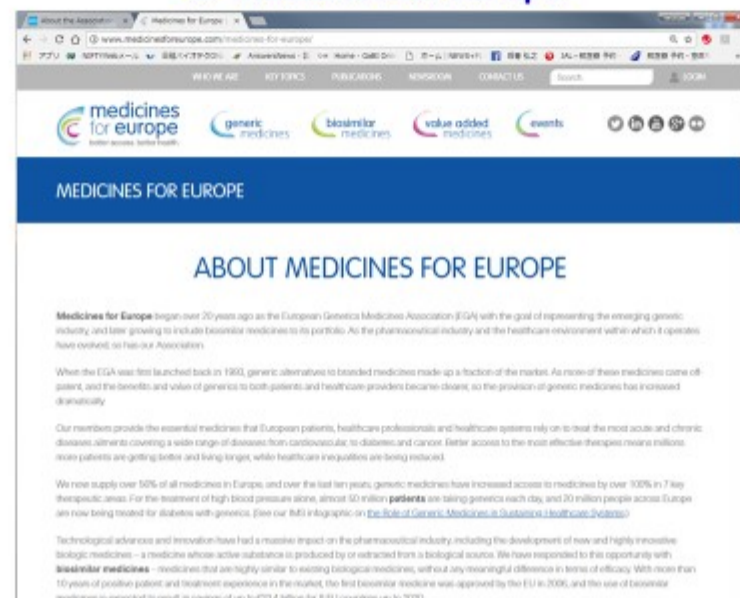 About the Association
Medicines for Europe
www.medicinesforeurope.com/medicines-for-europe/
アプリ
WHO WE ARE KEY TOPICS PUBLICATIONS NEWSROOM CONTACT US Search LOGIN
medicines for europe
better access. better health.
generic medicines
biosimilar medicines
value added medicines
events
MEDICINES FOR EUROPE
ABOUT MEDICINES FOR EUROPE
Medicines for Europe began over 20 years ago as the European Generics Medicines Association (EGA) with the goal of representing the emerging generic
industry, and later growing to include biosimilar medicines to its portfolio. As the pharmaceutical industry and the healthcare environment within which it operates
have evolved, so has our Association.
When the EGA was first launched back in 1993, generic alternatives to branded medicines made up a fraction of the market. As more of these medicines came off-
patent, and the benefits and value of generics to both patients and healthcare providers became clearer, so the provision of generic medicines has increased
dramatically.
Our members provide the essential medicines that European patients, healthcare professionals and healthcare systems rely on to treat the most acute and chronic
diseases ailments covering a wide range of diseases from cardiovascular, to diabetes and cancer. Better access to the most effective therapies means millions
more patients are getting better and living longer, while healthcare inequalities are being reduced.
We now supply over 50% of all medicines in Europe, and over the last ten years, generic medicines have increased access to medicines by over 100% in 7 key
therapeutic areas. For the treatment of high blood pressure alone, almost 50 million patients are taking generics each day, and 20 million people across Europe
are now being treated for diabetes with generics. (See our IMS infographic on the Role of Generic Medicines in Sustaining Healthcare Systems.)
Technological advances and innovation have had a massive impact on the pharmaceutical industry, including the development of new and highly innovative
biologic medicines – a medicine whose active substance is produced by or extracted from a biological source. We have responded to this opportunity with
biosimilar medicines – medicines that are highly similar to existing biological medicines, without any meaningful difference in terms of efficacy. With more than
10 years of positive patient and treatment experience in the market, the first biosimilar medicine was approved by the EU in 2006, and the use of biosimilar